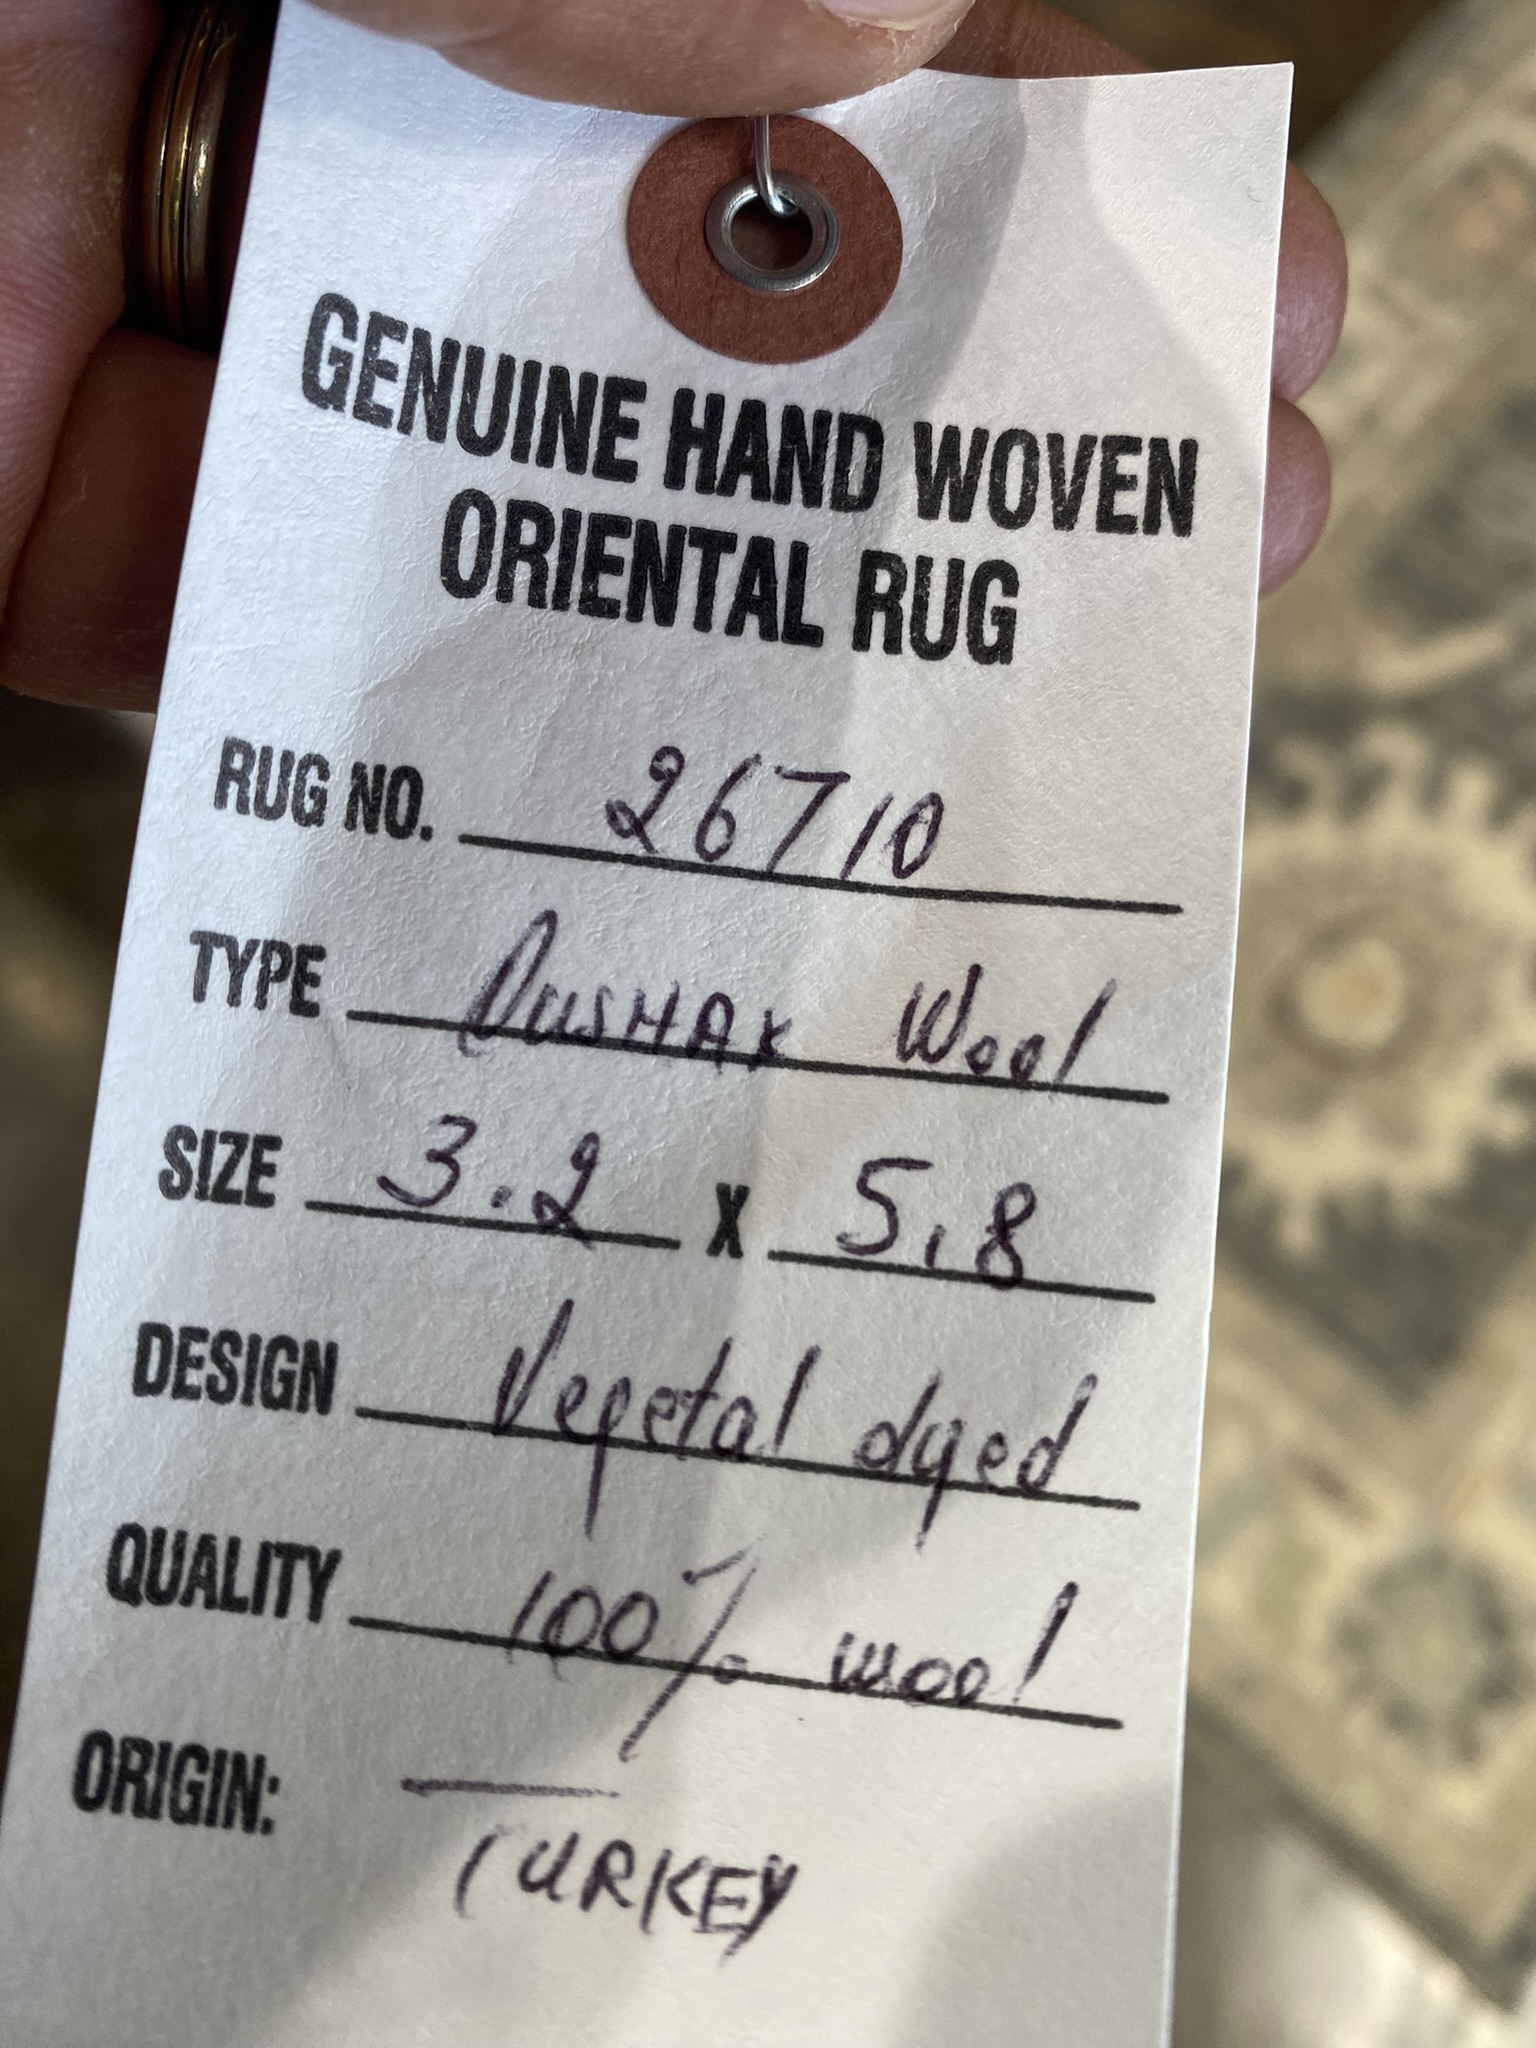 GENUINE HAND WOVEN
ORIENTAL RUG
RUG NO. 26710
TYPE OUSHAK Wool
SIZE 3.2 X 5.8
DESIGN Vegetal dyed
QUALITY 100% wool
ORIGIN: TURKEY